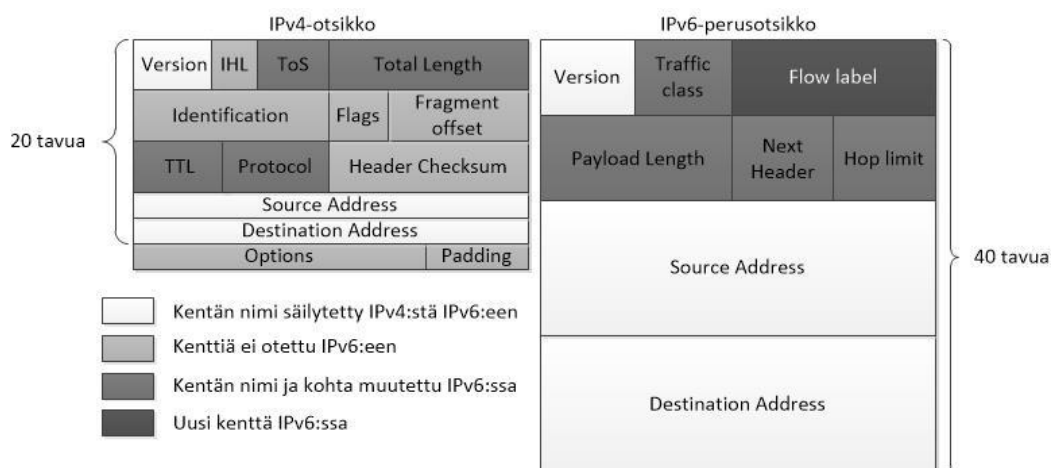 IPv4-otsikko
20 tavua
Version IHL ToS Total Length
Identification Flags Fragment
offset
TTL Protocol Header Checksum
Source Address
Destination Address
Options Padding
Kentän nimi säilytetty IPv4:stä IPv6:een
Kenttiä ei otettu IPv6:een
Kentän nimi ja kohta muutettu IPv6:ssa
Uusi kenttä IPv6:ssa
IPv6-perusotsikko
Version Traffic
class Flow label
Payload Length Next
Header Hop limit
Source Address
Destination Address
40 tavua